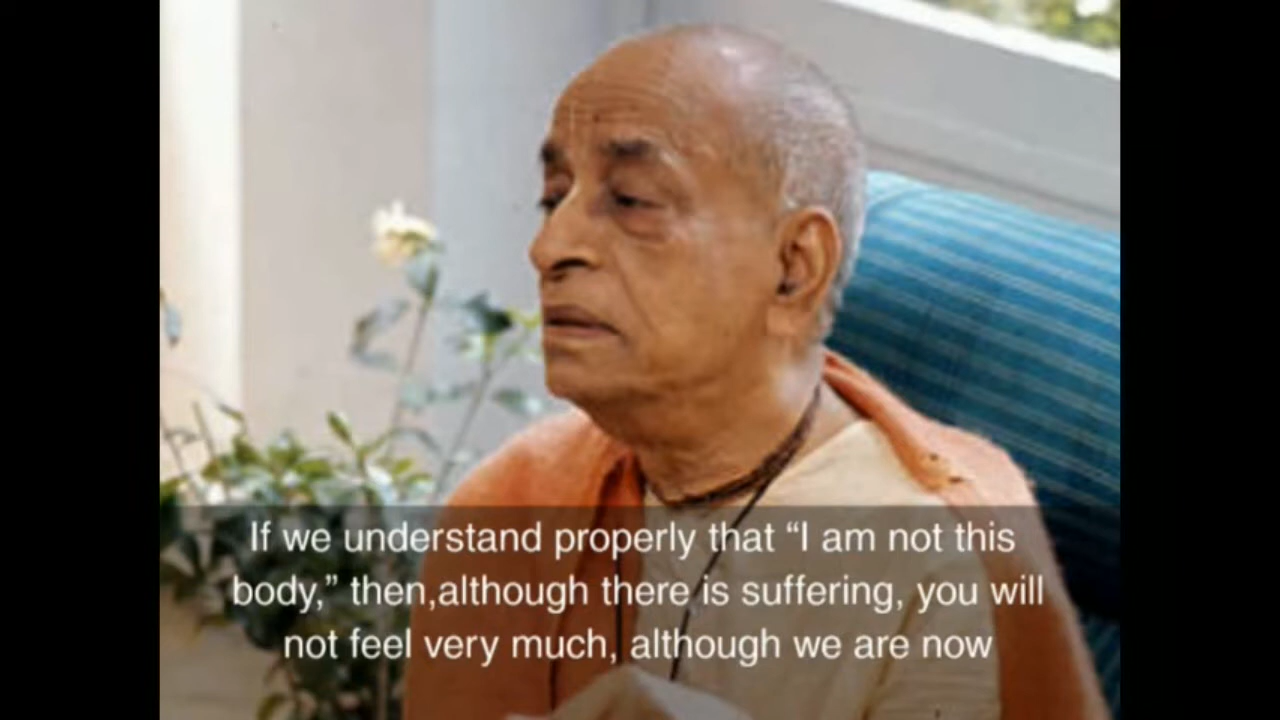 If we understand properly that “I am not this
body,” then,although there is suffering, you will
not feel very much, although we are now